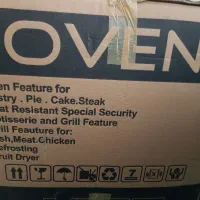 OVEN
en Feature for
stry . Pie . Cake.Steak
at Resistant Special Security
otisserie and Grill Feature
rill Feauture for:
sh,Meat.Chicken
efrosting
ruit Dryer
7